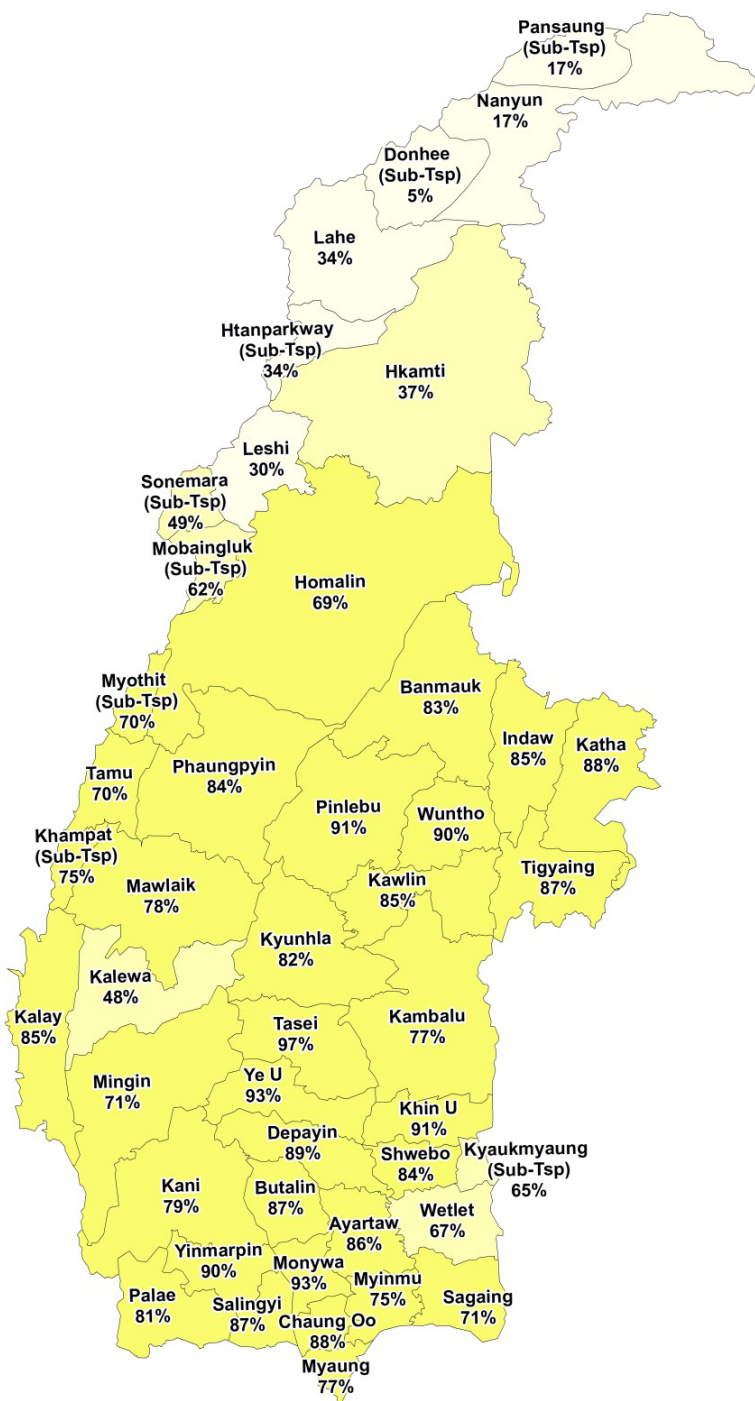 Pansaung
(Sub-Tsp)
17%
Nanyun
17%
Donhee
(Sub-Tsp)
5%
Lahe
34%
Htanparkway
(Sub-Tsp)
34%
Hkamti
37%
Leshi
30%
Sonemara
(Sub-Tsp)
49%
Mobaingluk
(Sub-Tsp)
62%
Homalin
69%
Myothit
(Sub-Tsp)
70%
Banmauk
83%
Indaw
85%
Katha
88%
Tamu
70%
Phaungpyin
84%
Pinlebu
91%
Wuntho
90%
Khampat
(Sub-Tsp)
75%
Mawlaik
78%
Kawlin
85%
Tigyaing
87%
Kyunhla
82%
Kalewa
48%
Kalay
85%
Tasei
97%
Kambalu
77%
Mingin
71%
Ye U
93%
Khin U
91%
Depayin
89%
Shwebo
84%
Kyaukmyaung
(Sub-Tsp)
65%
Kani
79%
Butalin
87%
Wetlet
67%
Ayartaw
86%
Yinmarpin
90%
Monywa
93%
Myinmu
75%
Palae
81%
Salingyi
87%
Chaung Oo
88%
Sagaing
71%
Myaung
77%